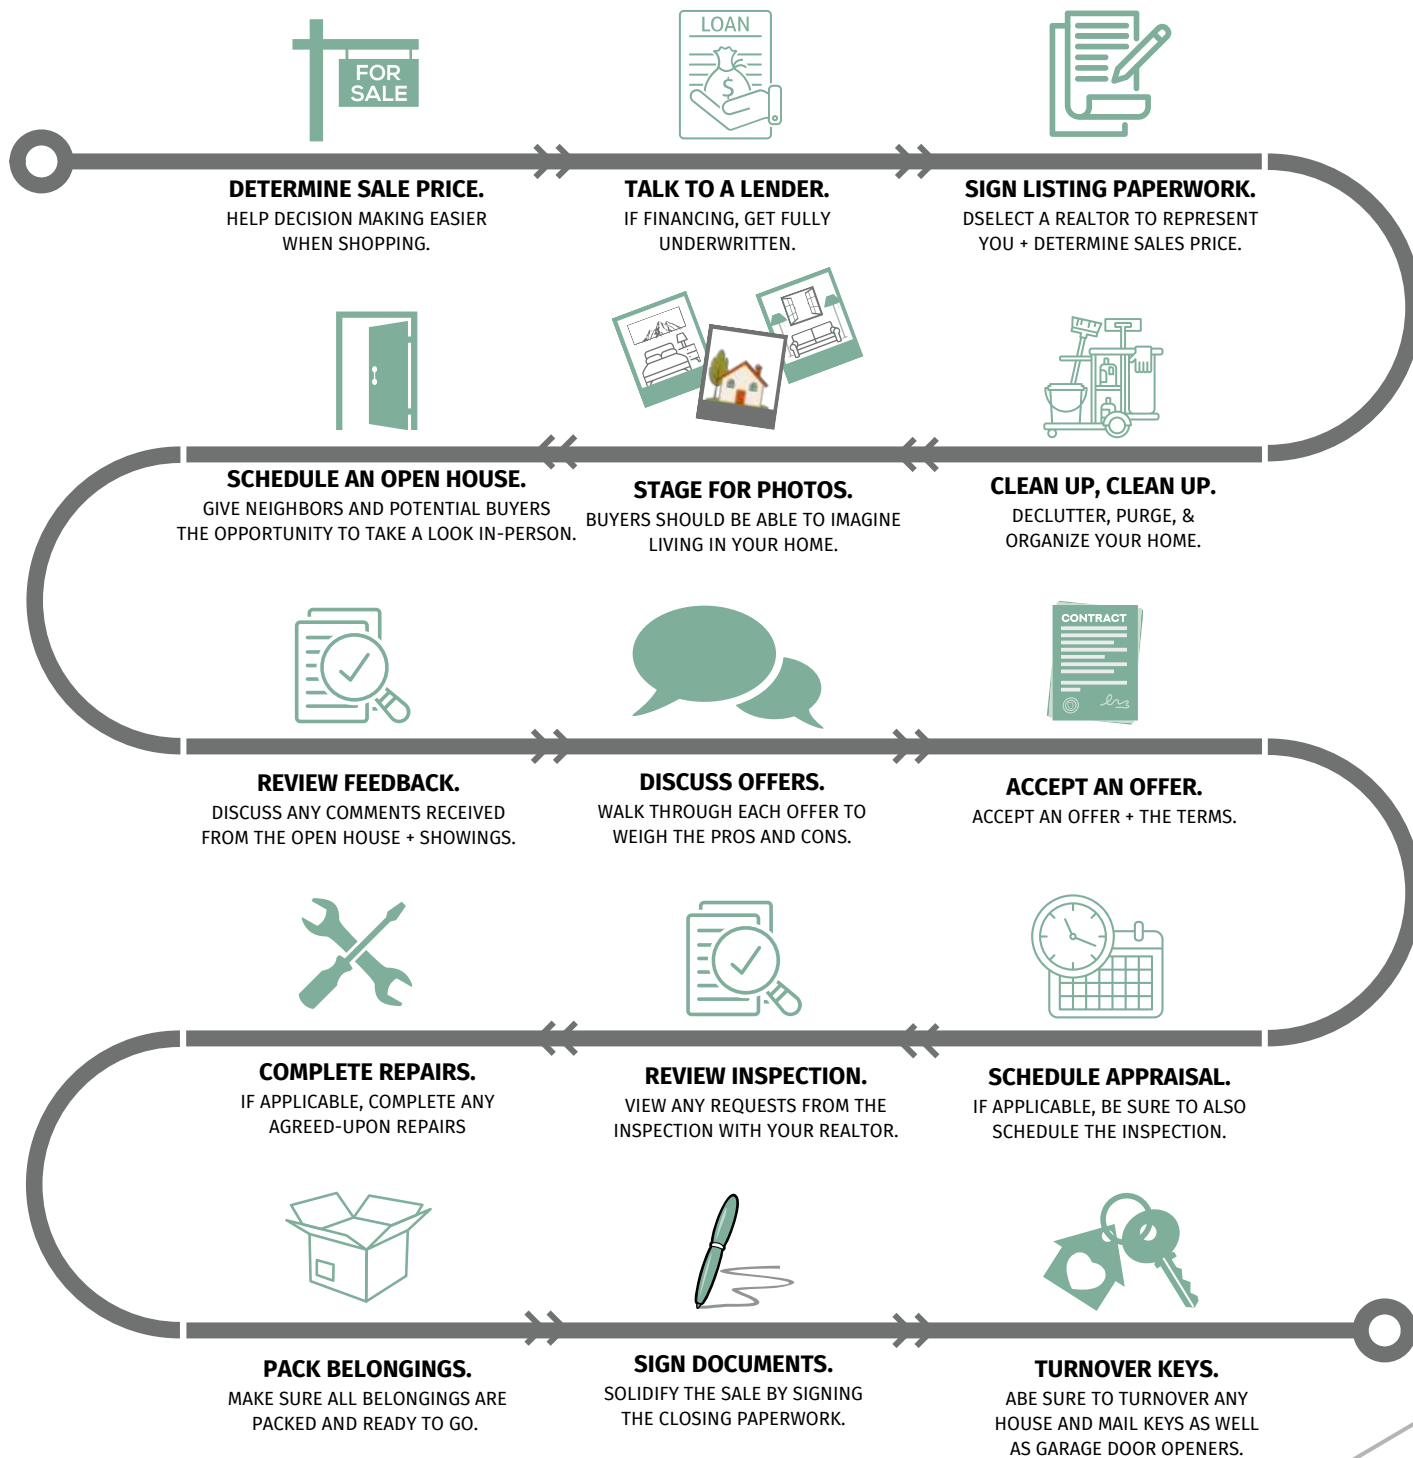 FOR
SALE
DETERMINE SALE PRICE.
HELP DECISION MAKING EASIER
WHEN SHOPPING.
LOAN
$
TALK TO A LENDER.
IF FINANCING, GET FULLY
UNDERWRITTEN.
SIGN LISTING PAPERWORK.
DSELECT A REALTOR TO REPRESENT
YOU + DETERMINE SALES PRICE.
CLEAN UP, CLEAN UP.
DECLUTTER, PURGE, &
ORGANIZE YOUR HOME.
STAGE FOR PHOTOS.
BUYERS SHOULD BE ABLE TO IMAGINE
LIVING IN YOUR HOME.
SCHEDULE AN OPEN HOUSE.
GIVE NEIGHBORS AND POTENTIAL BUYERS
THE OPPORTUNITY TO TAKE A LOOK IN-PERSON.
REVIEW FEEDBACK.
DISCUSS ANY COMMENTS RECEIVED
FROM THE OPEN HOUSE + SHOWINGS.
DISCUSS OFFERS.
WALK THROUGH EACH OFFER TO
WEIGH THE PROS AND CONS.
CONTRACT
ACCEPT AN OFFER.
ACCEPT AN OFFER + THE TERMS.
SCHEDULE APPRAISAL.
IF APPLICABLE, BE SURE TO ALSO
SCHEDULE THE INSPECTION.
REVIEW INSPECTION.
VIEW ANY REQUESTS FROM THE
INSPECTION WITH YOUR REALTOR.
COMPLETE REPAIRS.
IF APPLICABLE, COMPLETE ANY
AGREED-UPON REPAIRS
PACK BELONGINGS.
MAKE SURE ALL BELONGINGS ARE
PACKED AND READY TO GO.
SIGN DOCUMENTS.
SOLIDIFY THE SALE BY SIGNING
THE CLOSING PAPERWORK.
TURNOVER KEYS.
ABE SURE TO TURNOVER ANY
HOUSE AND MAIL KEYS AS WELL
AS GARAGE DOOR OPENERS.